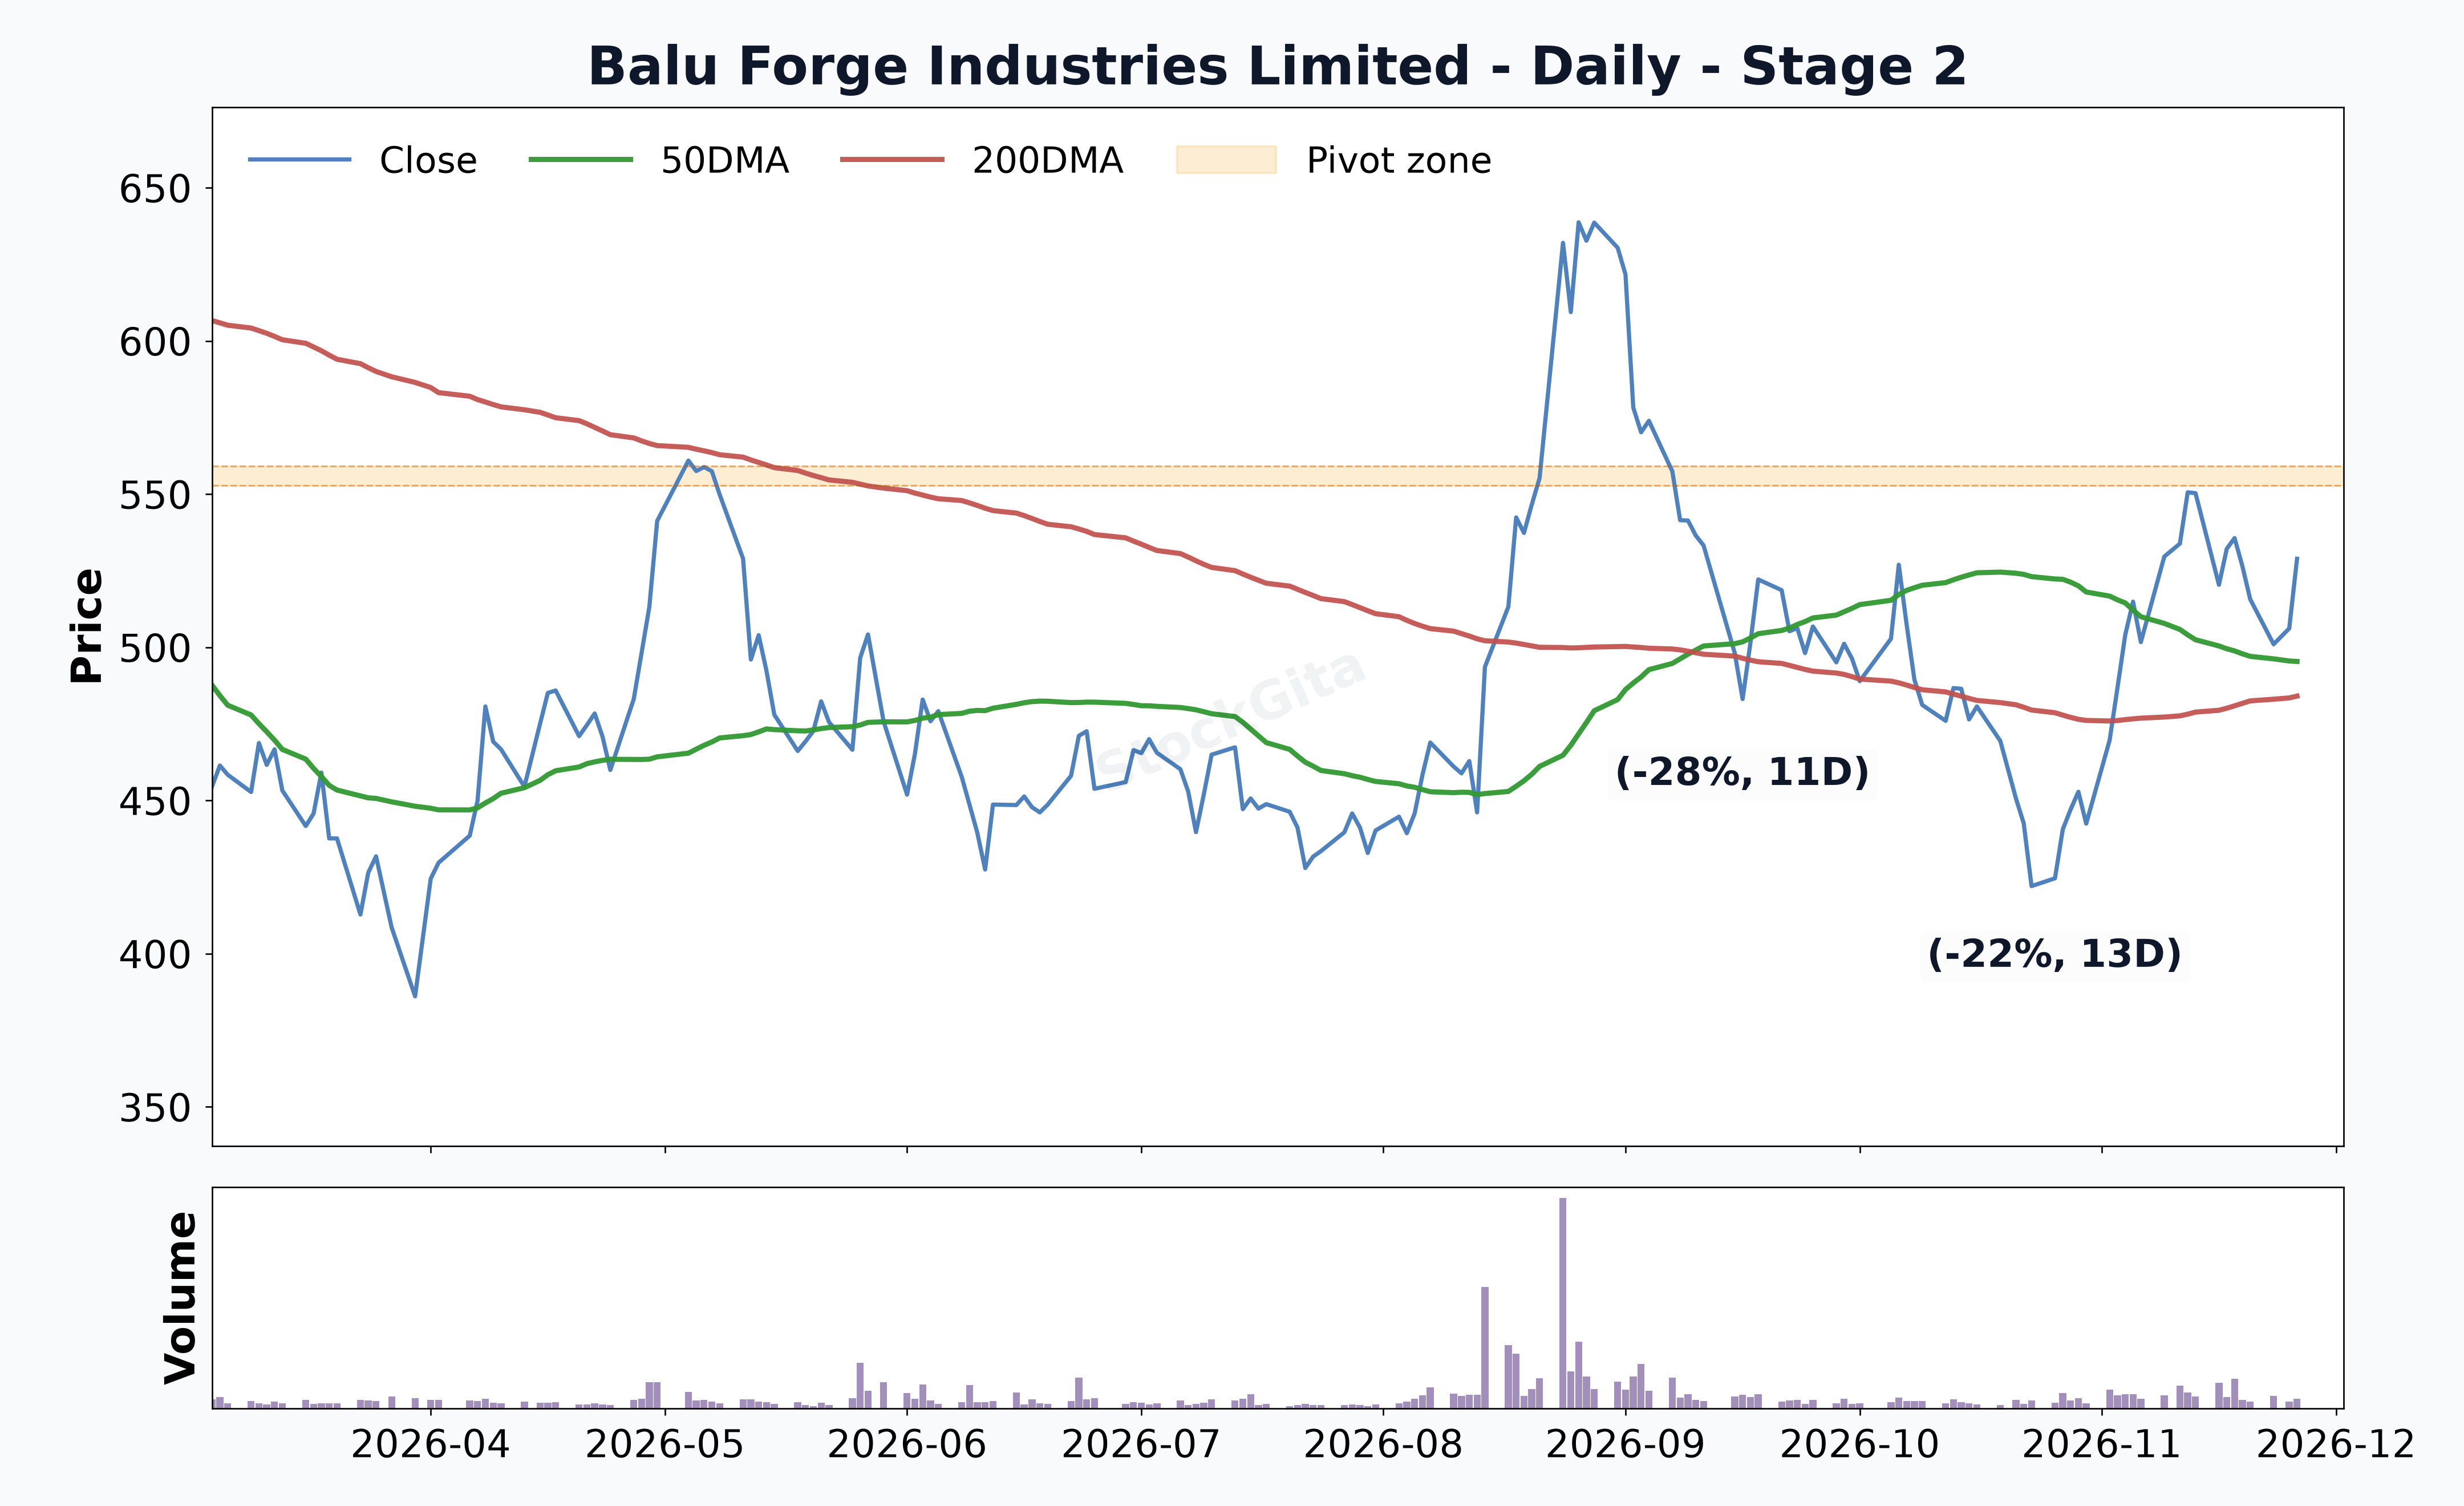 Balu Forge Industries Limited - Daily - Stage 2
Close 50DMA 200DMA Pivot zone
Price
650
600
550
500
450
400
350
StockGita
(-28%, 11D)
(-22%, 13D)
Volume
2026-04 2026-05 2026-06 2026-07 2026-08 2026-09 2026-10 2026-11 2026-12